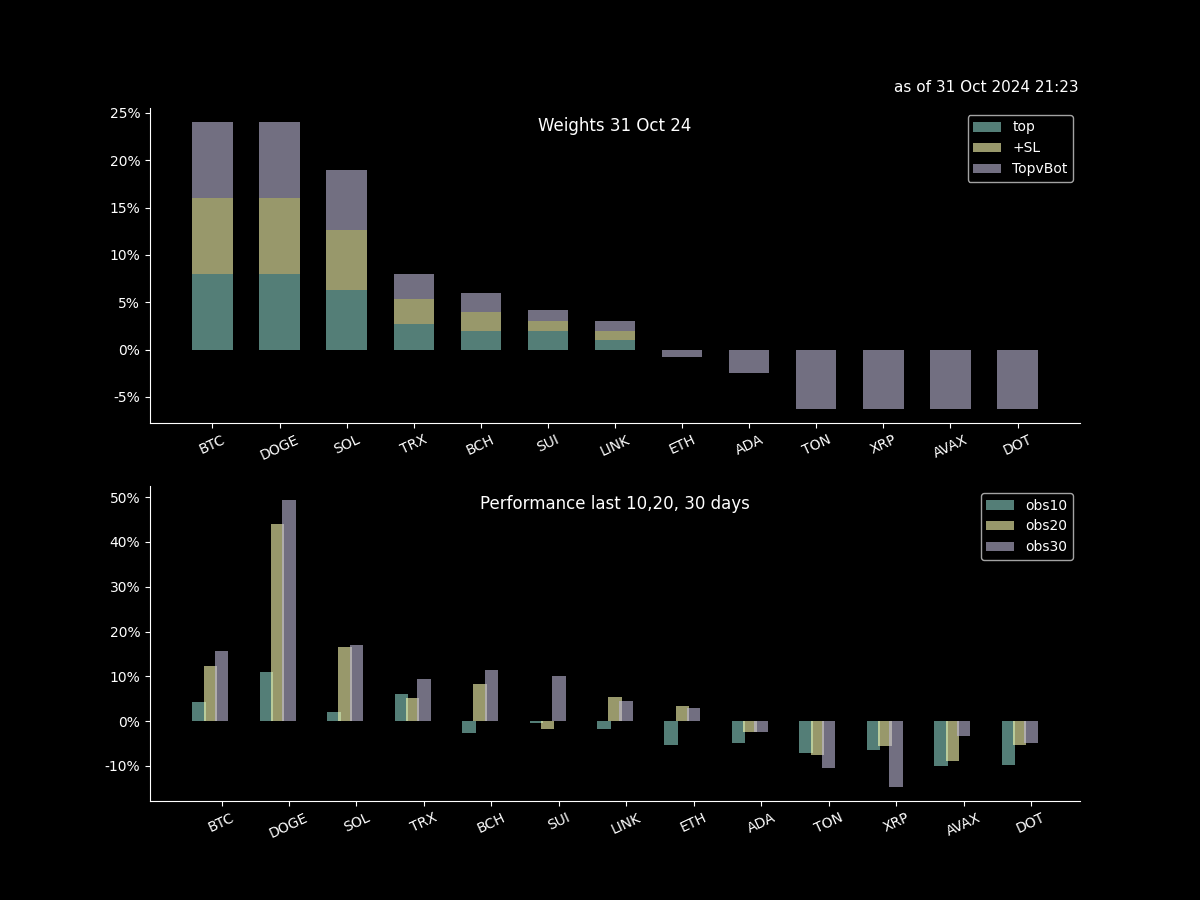 as of 31 Oct 2024 21:23
Weights 31 Oct 24
top
+SL
TopvBot
25%
20%
15%
10%
5%
0%
-5%
BTC DOGE SOL TRX BCH SUI LINK ETH ADA TON XRP AVAX DOT
Performance last 10,20, 30 days
obs10
obs20
obs30
50%
40%
30%
20%
10%
0%
-10%
BTC DOGE SOL TRX BCH SUI LINK ETH ADA TON XRP AVAX DOT